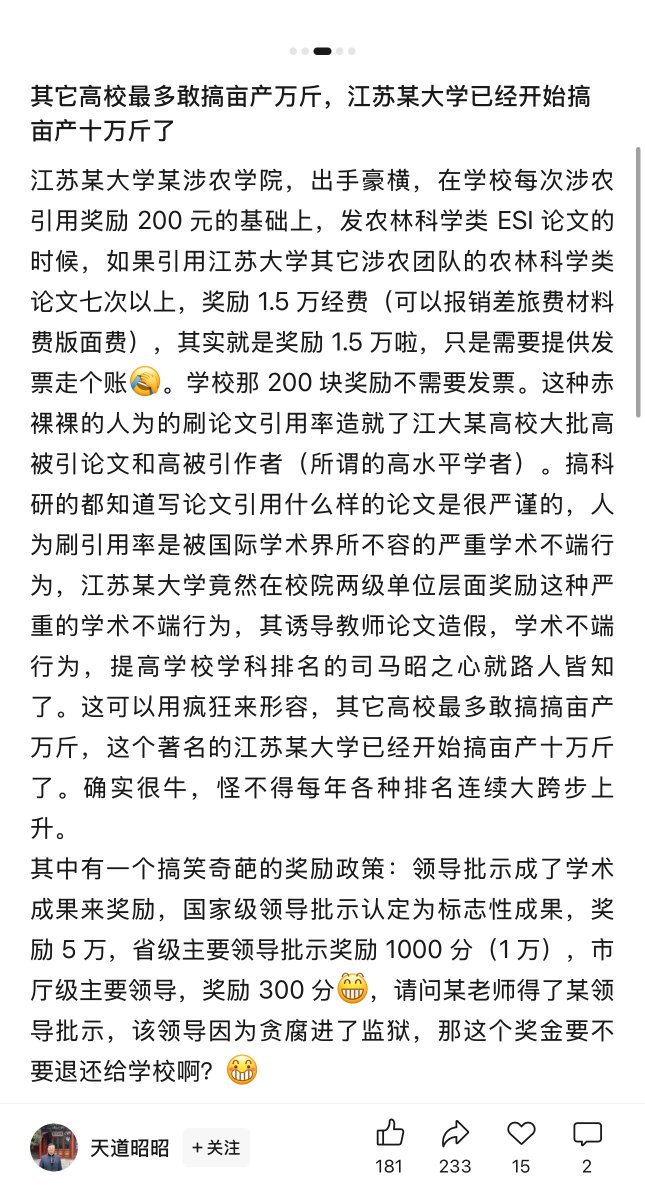 其它高校最多敢搞亩产万斤，江苏某大学已经开始搞
亩产十万斤了
江苏某大学某涉农学院，出手豪横，在学校每次涉农
引用奖励 200 元的基础上，发农林科学类 ESI 论文的
时候，如果引用江苏大学其它涉农团队的农林科学类
论文七次以上，奖励 1.5 万经费（可以报销差旅费材料
费版面费），其实就是奖励 1.5 万啦，只是需要提供发
票走个账🤣。学校那 200 块奖励不需要发票。这种赤
裸裸的人为的刷论文引用率造就了江大某高校大批高
被引论文和高被引作者（所谓的高水平学者）。搞科
研的都知道写论文引用什么样的论文是很严谨的，人
为刷引用率是被国际学术界所不容的严重学术不端行
为，江苏某大学竟然在校院两级单位层面奖励这种严
重的学术不端行为，其诱导教师论文造假，学术不端
行为，提高学校学科排名的司马昭之心就路人皆知
了。这可以用疯狂来形容，其它高校最多敢搞搞亩产
万斤，这个著名的江苏某大学已经开始搞亩产十万斤
了。确实很牛，怪不得每年各种排名连续大跨步上
升。
其中有一个搞笑奇葩的奖励政策：领导批示成了学术
成果来奖励，国家级领导批示认定为标志性成果，奖
励 5 万，省级主要领导批示奖励 1000 分（1 万），市
厅级主要领导，奖励 300 分😁，请问某老师得了某领
导批示，该领导因为贪腐进了监狱，那这个奖金要不
要退还给学校啊？😁
天道昭昭
+关注
181
233
15
2